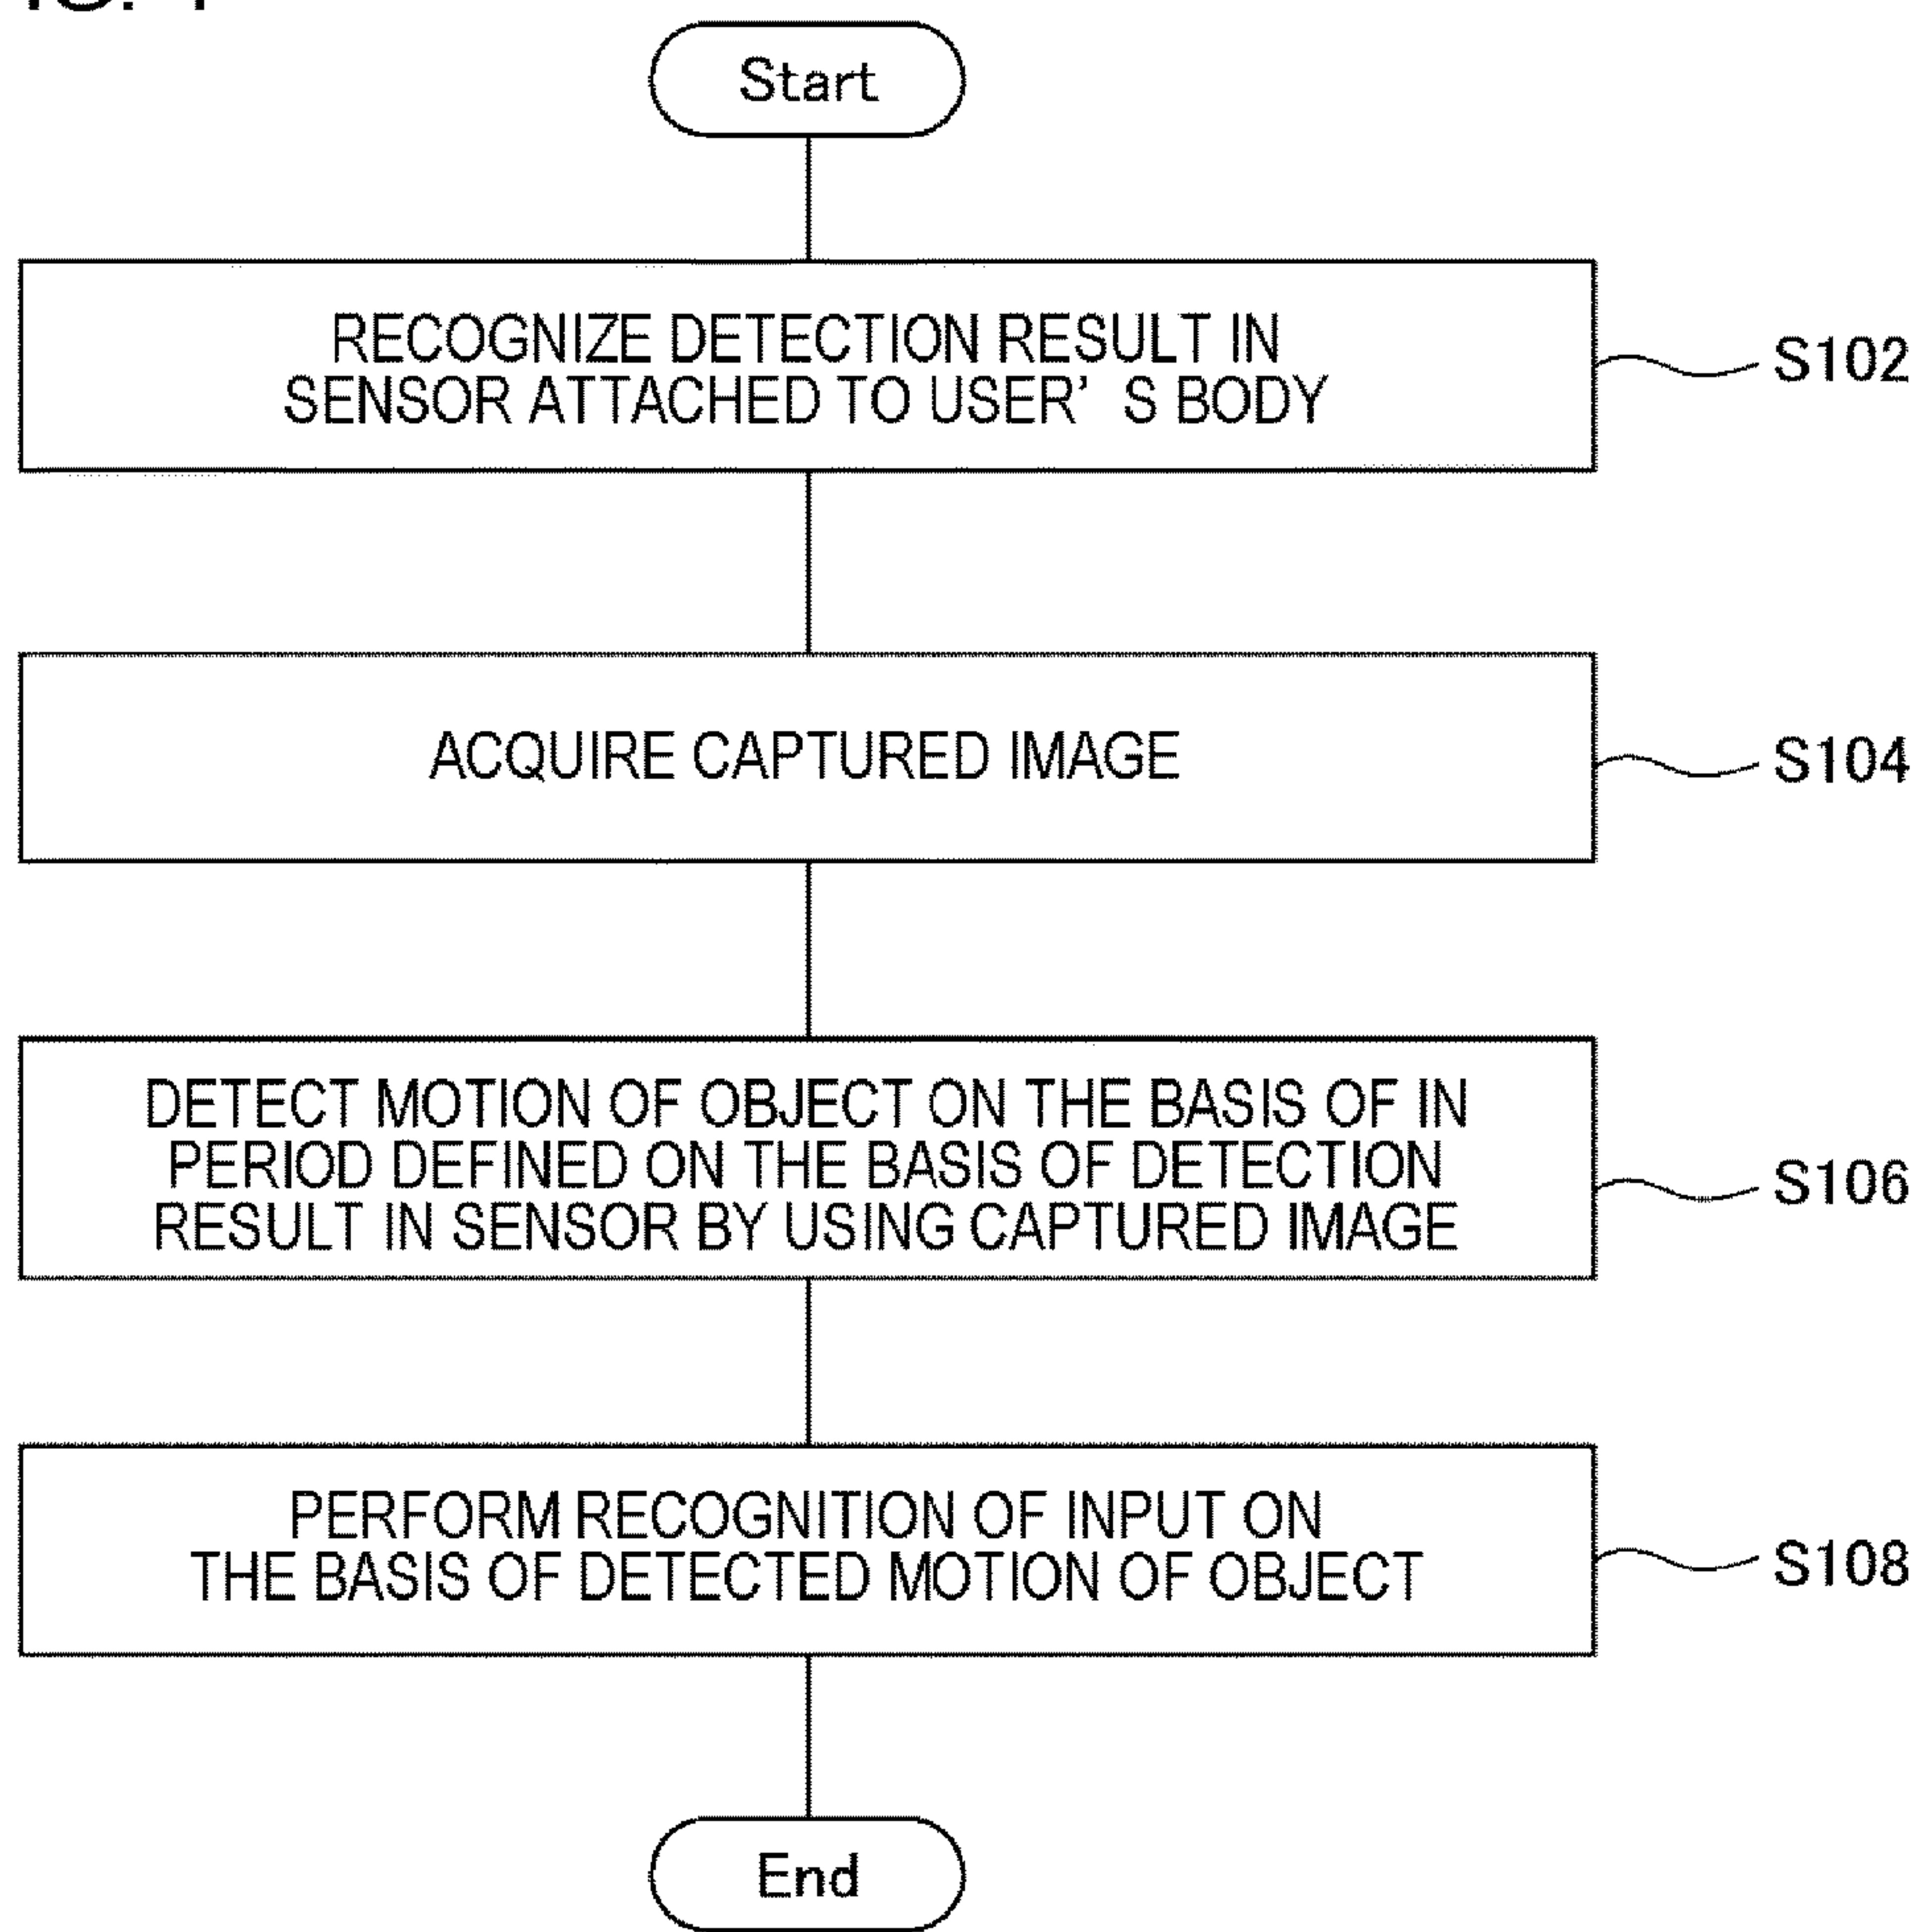 Start
RECOGNIZE DETECTION RESULT IN
SENSOR ATTACHED TO USER'S BODY
S102
ACQUIRE CAPTURED IMAGE
S104
DETECT MOTION OF OBJECT ON THE BASIS OF IN
PERIOD DEFINED ON THE BASIS OF DETECTION
RESULT IN SENSOR BY USING CAPTURED IMAGE
S106
PERFORM RECOGNITION OF INPUT ON
THE BASIS OF DETECTED MOTION OF OBJECT
S108
End